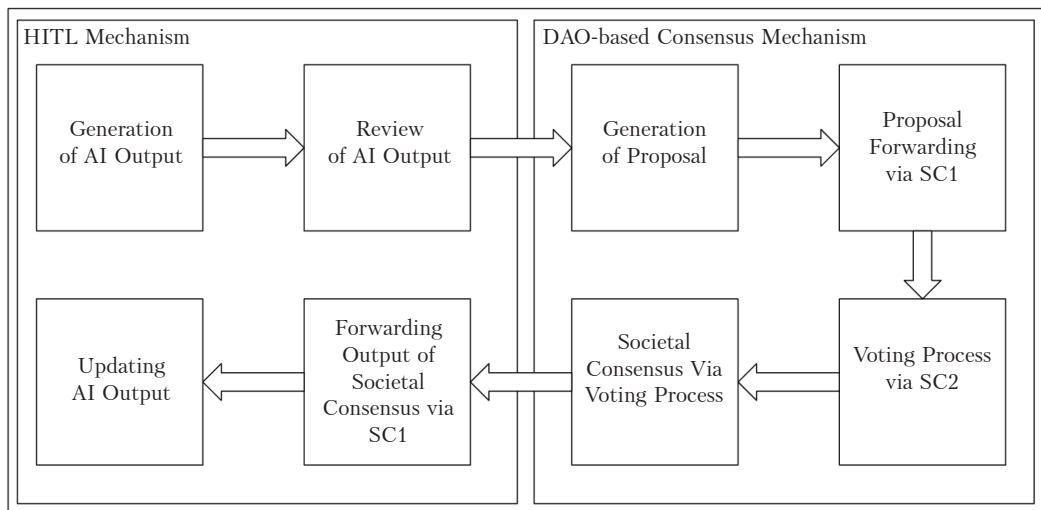 HITL Mechanism
DAO-based Consensus Mechanism
Generation
of AI Output
Review
of AI Output
Generation
of Proposal
Proposal
Forwarding
via SC1
Updating
AI Output
Forwarding
Output of
Societal
Consensus via
SC1
Societal
Consensus Via
Voting Process
Voting Process
via SC2